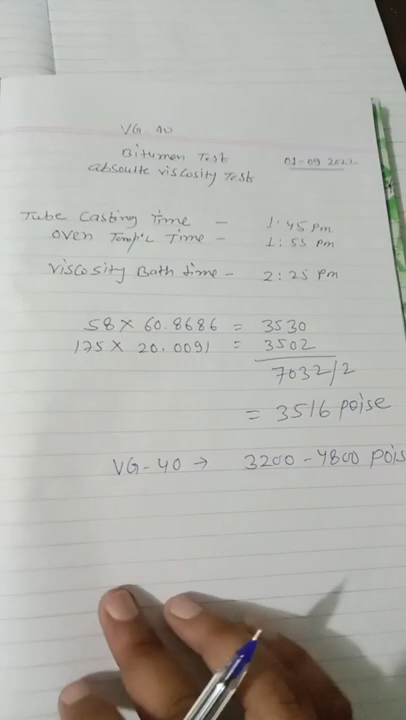 VG 40
Bitumen Test
01-09 2022
absoulte viscosity Tests
Tube Casting Time - 1:45 pm
oven Temp'c Time - 1:55 pm
viscosity Bath time - 2:25 pm
58 × 60.8686 = 3530
175 × 20.0091 = 3502
7032/2
= 3516 poise
VG-40 → 3200-4800 pois